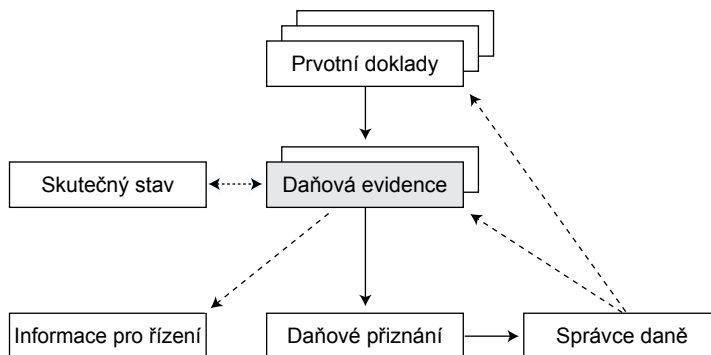 Prvotní doklady
Skutečný stav
Daňová evidence
Informace pro řízení
Daňové přiznání
Správce daně